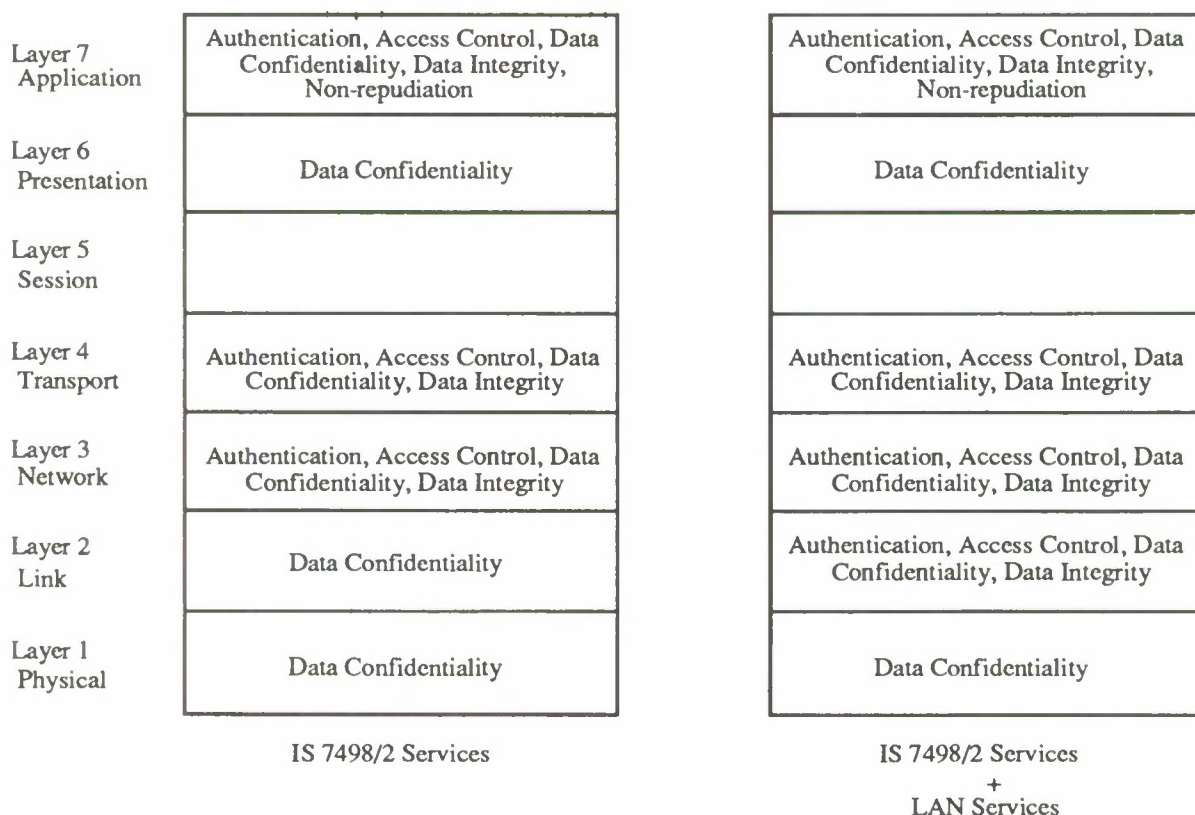 Layer 7
Application
Authentication, Access Control, Data
Confidentiality, Data Integrity,
Non-repudiation
Authentication, Access Control, Data
Confidentiality, Data Integrity,
Non-repudiation
Layer 6
Presentation
Data Confidentiality
Data Confidentiality
Layer 5
Session
Layer 4
Transport
Authentication, Access Control, Data
Confidentiality, Data Integrity
Authentication, Access Control, Data
Confidentiality, Data Integrity
Layer 3
Network
Authentication, Access Control, Data
Confidentiality, Data Integrity
Authentication, Access Control, Data
Confidentiality, Data Integrity
Layer 2
Link
Data Confidentiality
Authentication, Access Control, Data
Confidentiality, Data Integrity
Layer 1
Physical
Data Confidentiality
Data Confidentiality
IS 7498/2 Services
IS 7498/2 Services
+
LAN Services